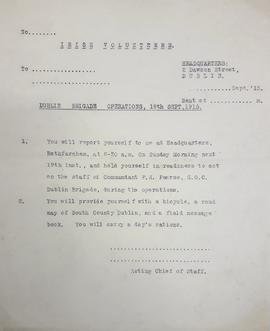 No........
IRISH VOLUNTEERS.
To ..................
..................
HEADQUARTERS:
2 Dawson Street,
DUBLIN.
...........Sept.'15.
Sent at ............ m.
DUBLIN BRIGADE OPERATIONS, 19th SEPT.1915.
1. You will report yourself to me at Headquarters,
Rathfarnham, at 8-30 a.m. On Sunday Morning next
19th inst., and hold yourself in readiness to act
on the staff of Commandant P.H. Pearse, G.O.C.
Dublin Brigade, during the operations.
2. You will provide yourself with a bicycle, a road
map of South County Dublin, and a field message
book. You will carry a day's rations.
..........................
..........................
Acting Chief of Staff.